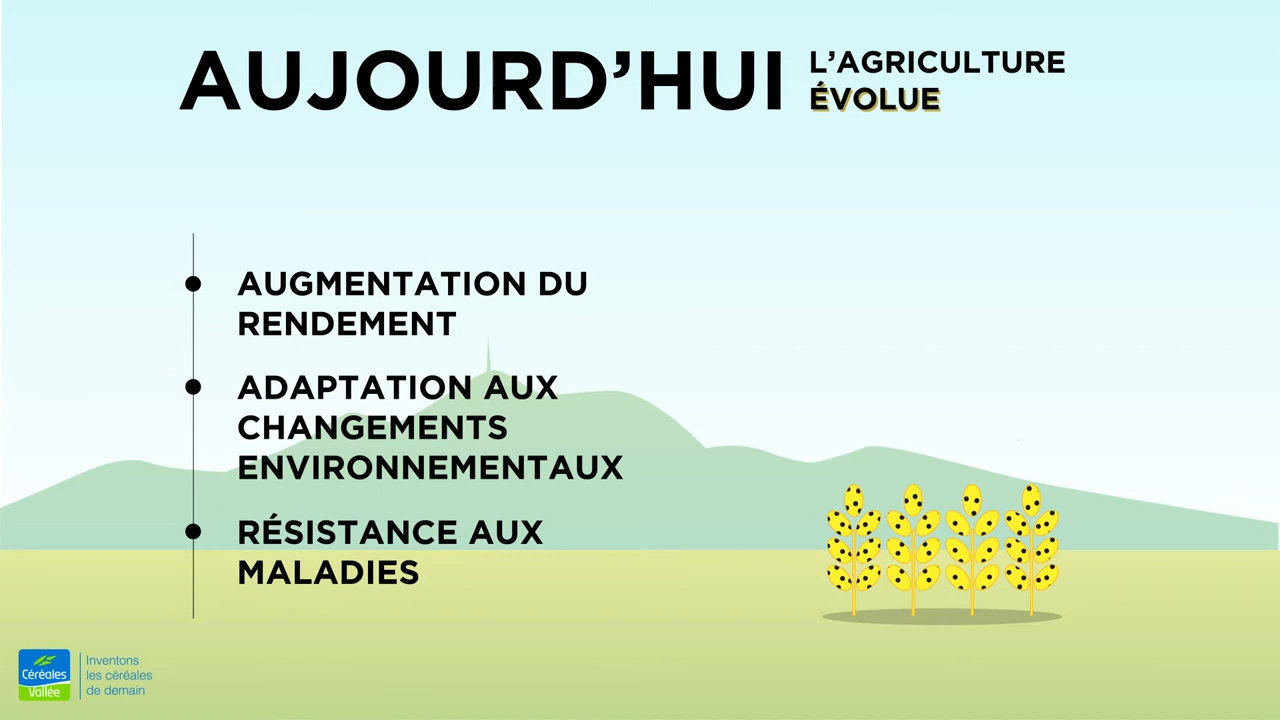 AUJOURD’HUI
L’AGRICULTURE
ÉVOLUE
AUGMENTATION DU
RENDEMENT
ADAPTATION AUX
CHANGEMENTS
ENVIRONNEMENTAUX
RÉSISTANCE AUX
MALADIES
Céréales
Vallée
Inventons
les céréales
de demain